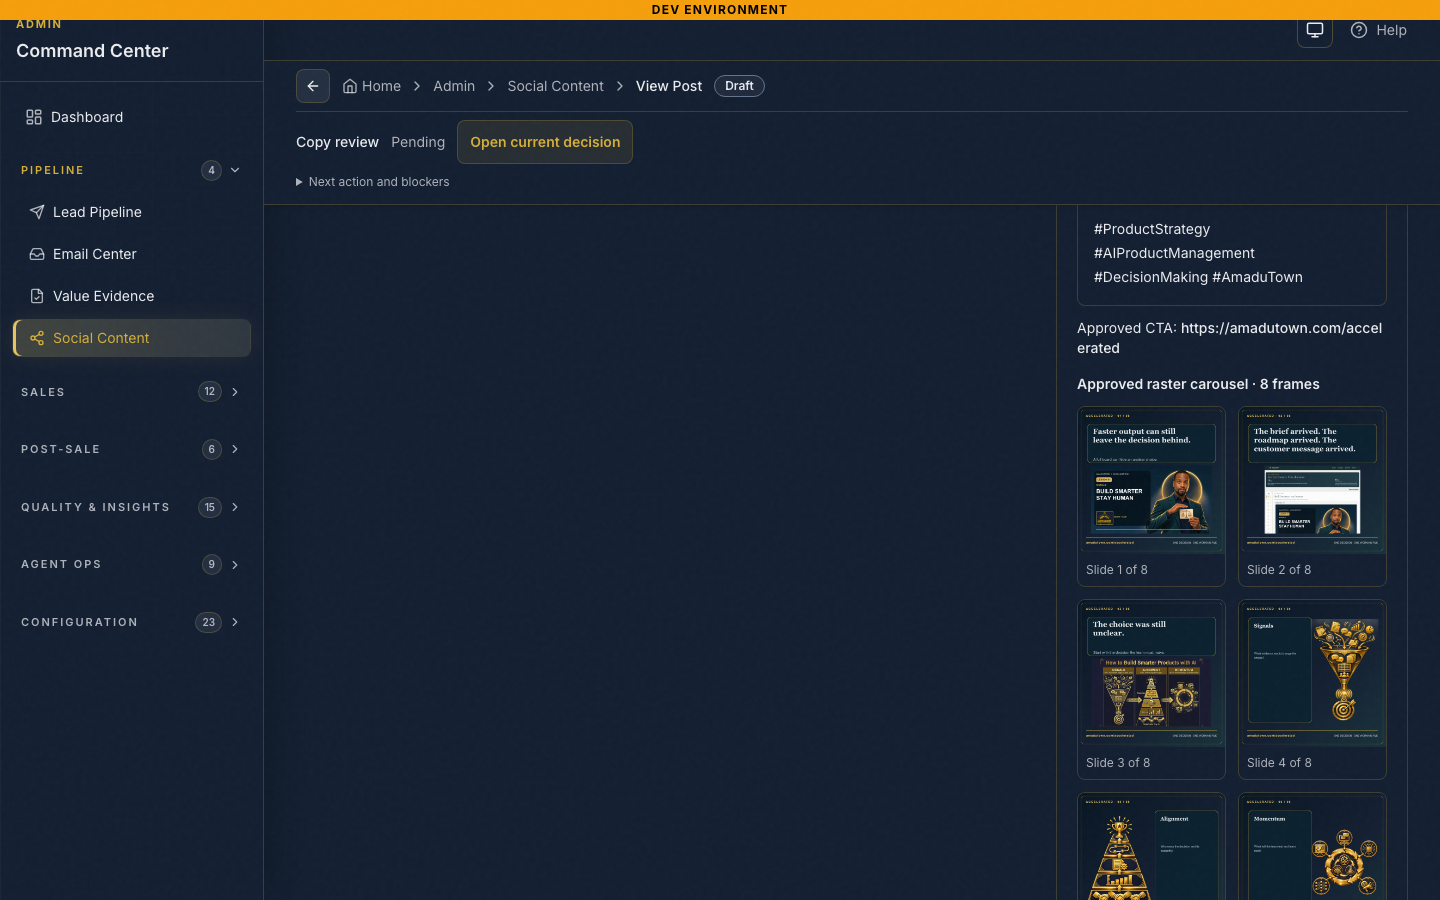 DEV ENVIRONMENT
ADMIN
Command Center
Dashboard
PIPELINE 4
Lead Pipeline
Email Center
Value Evidence
Social Content
SALES 12
POST-SALE 6
QUALITY & INSIGHTS 15
AGENT OPS 9
CONFIGURATION 23
Help
Home Admin Social Content View Post Draft
Copy review Pending Open current decision
Next action and blockers
#ProductStrategy
#AIProductManagement
#DecisionMaking #AmaduTown
Approved CTA: https://amadutown.com/accel
erated
Approved raster carousel · 8 frames
Faster output can still
leave the decision behind.
BUILD SMARTER
STAY HUMAN
Slide 1 of 8
The brief arrived. The
roadmap arrived. The
customer message arrived.
BUILD SMARTER
STAY HUMAN
Slide 2 of 8
The choice was still
unclear.
How to Build Smarter Products with AI
Slide 3 of 8
Signals
Slide 4 of 8
Alignment
Momentum